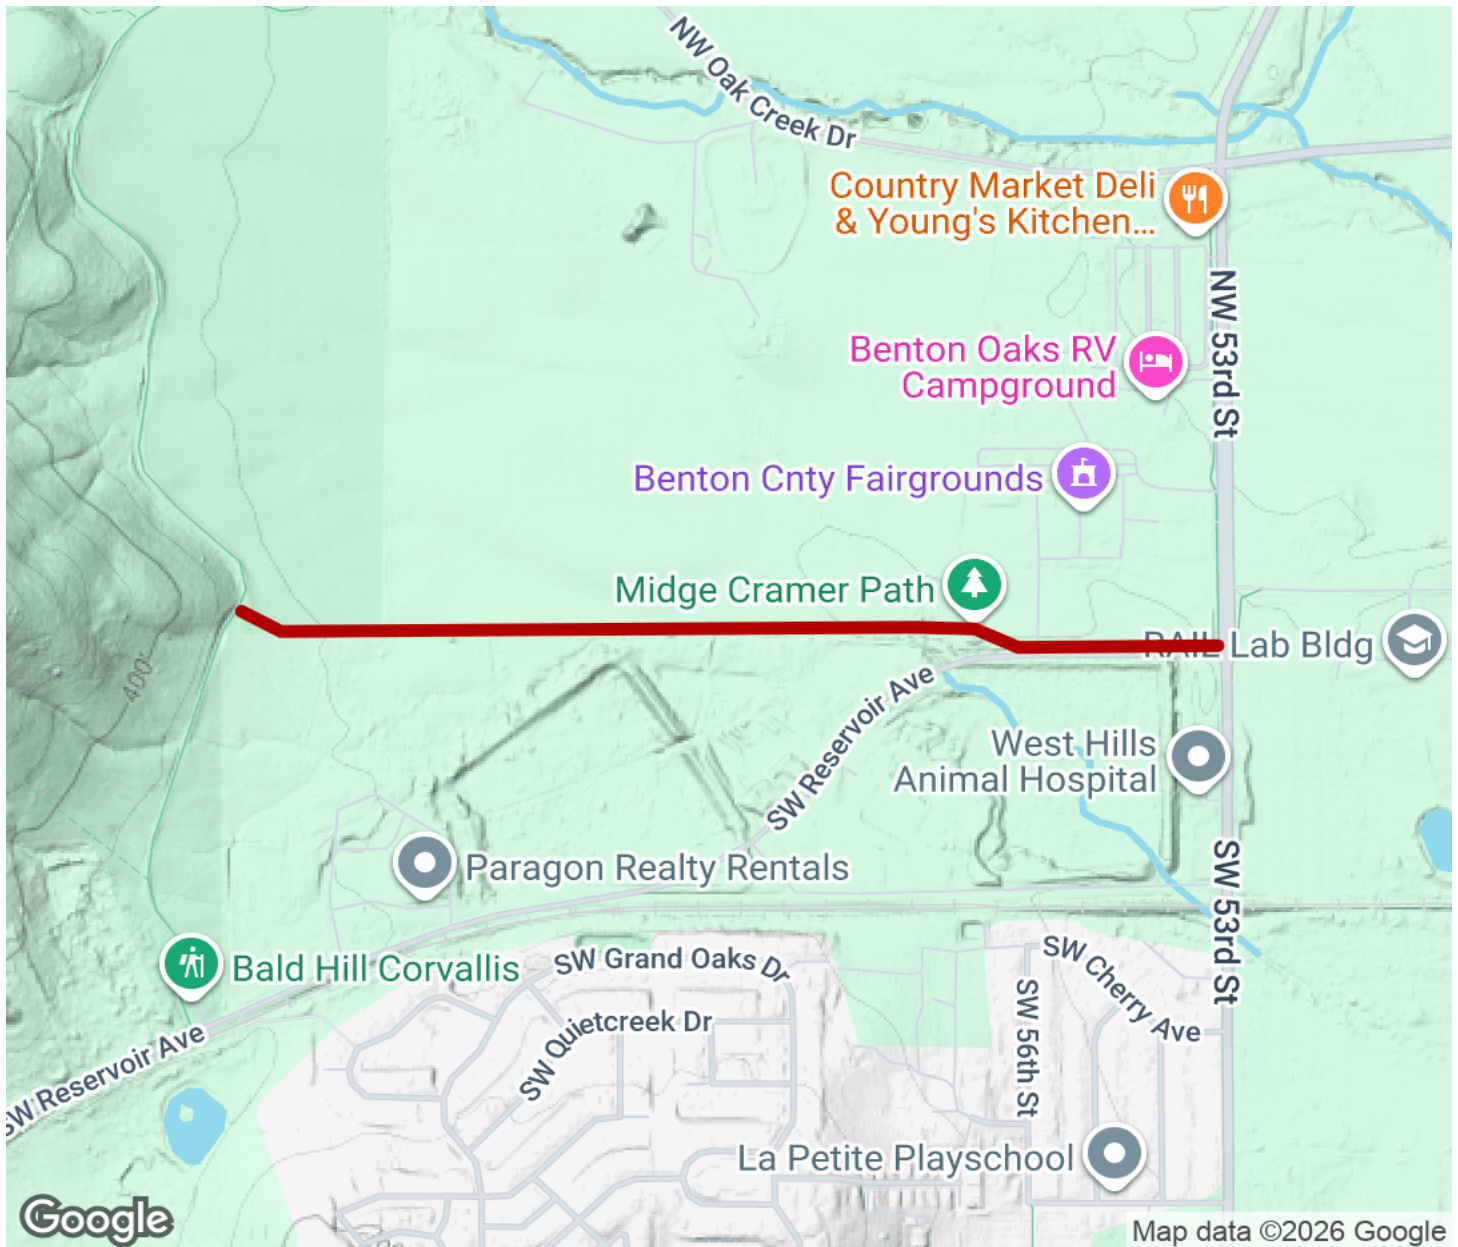 NW Oak Creek Dr
Country Market Deli
& Young's Kitchen...
NW 53rd St
Benton Oaks RV
Campground
Benton Cnty Fairgrounds
Midge Cramer Path
RAIL Lab Bldg
400'
SW Reservoir Ave
West Hills
Animal Hospital
Paragon Realty Rentals
SW 53rd St
Bald Hill Corvallis
SW Grand Oaks Dr
SW Cherry Ave
SW Quietcreek Dr
SW 56th St
SW Reservoir Ave
La Petite Playschool
Google
Map data ©2026 Google